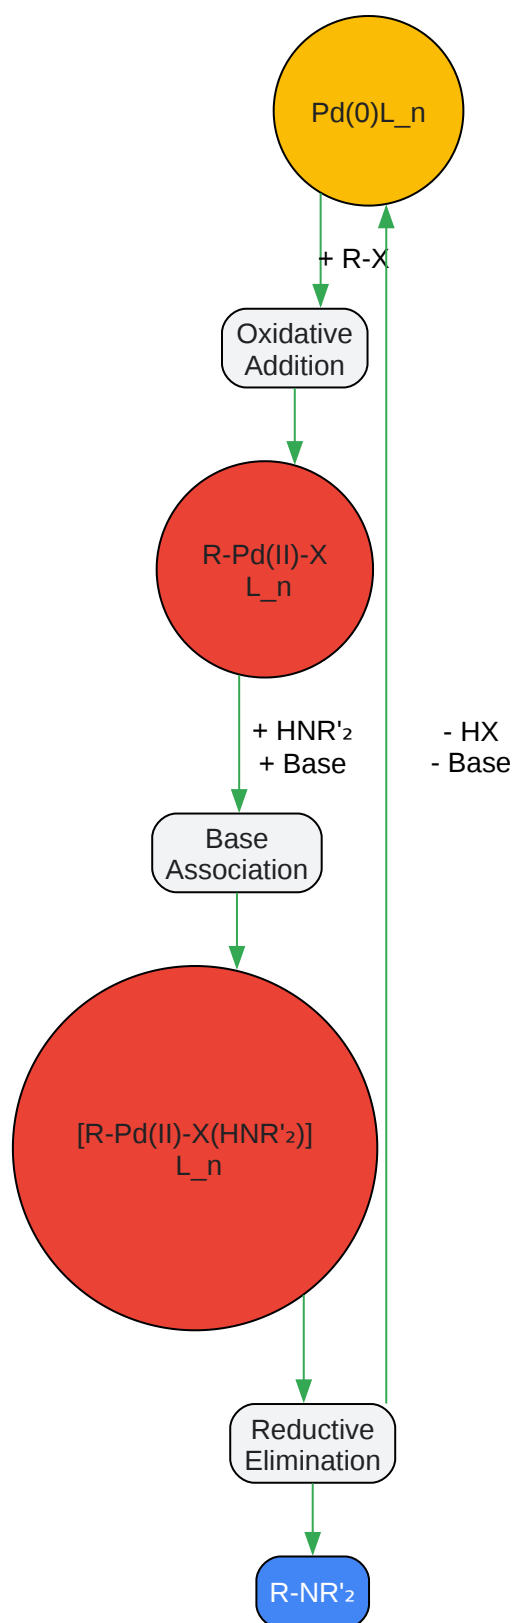 Pd(0)L_n
+ R-X
Oxidative
Addition
R-Pd(II)-X
L_n
+ HNR'₂
+ Base
- HX
- Base
Base
Association
[R-Pd(II)-X(HNR'₂)]
L_n
Reductive
Elimination
R-NR'₂